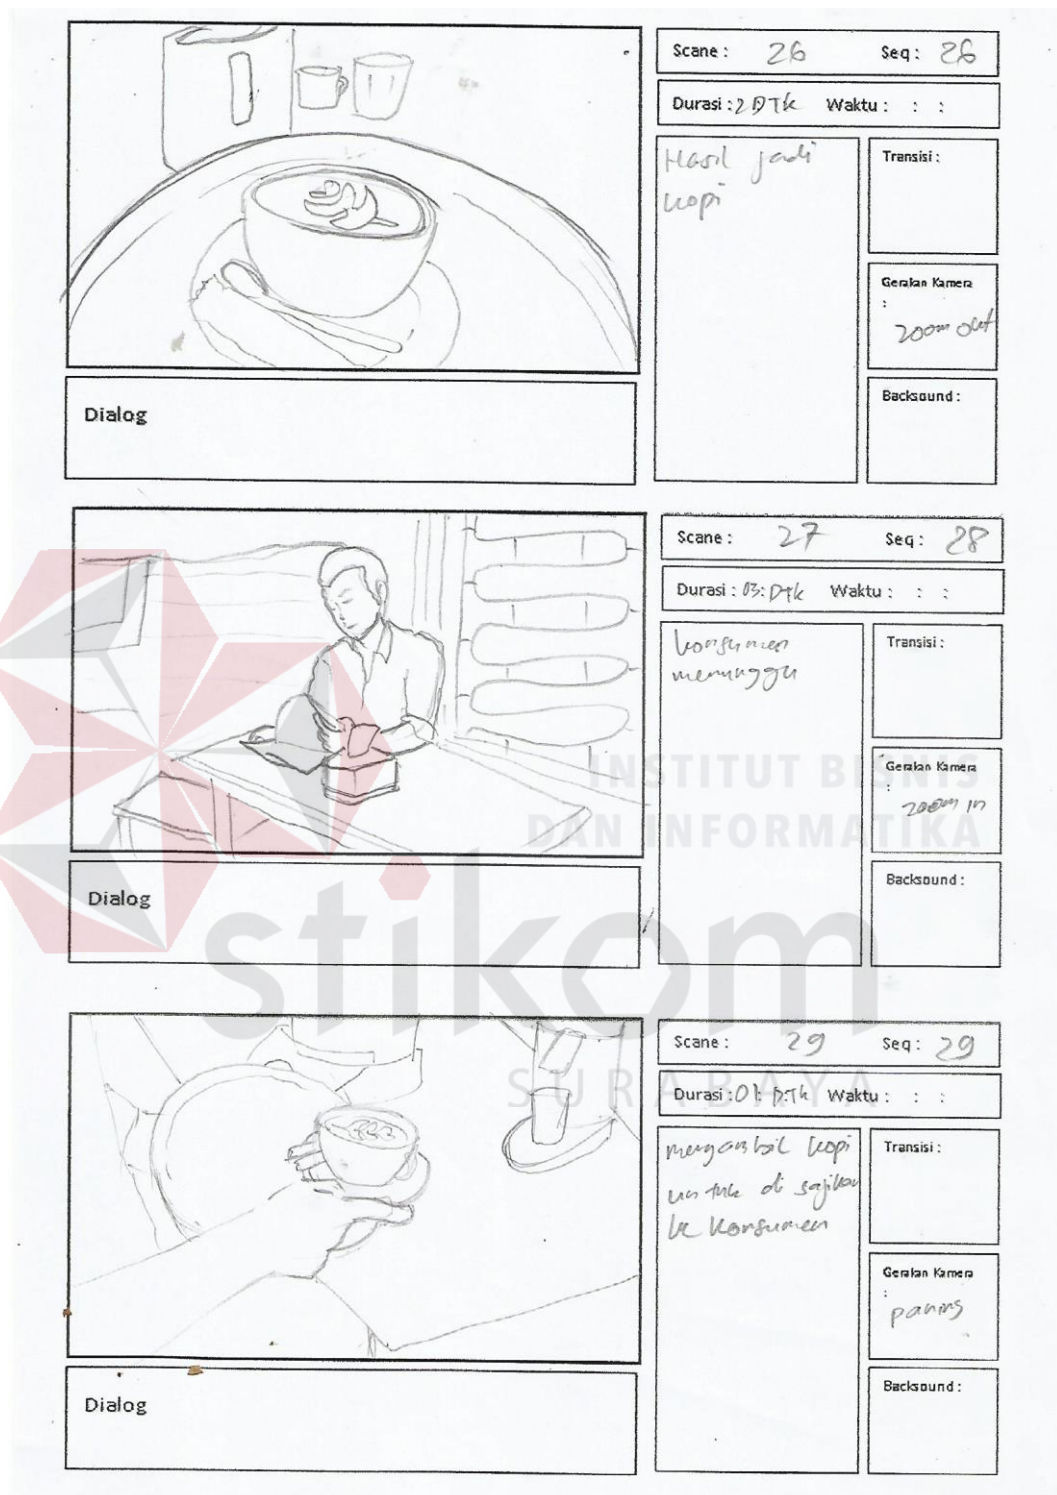 Scane : 26 Seq : 26
Durasi : 2 DTk Waktu : : :
Hasil jadi
kopi
Transisi :
Gerakan Kamera
:
zoom out
Backsound :
Dialog
Scane : 27 Seq : 28
Durasi : 03: Dtk Waktu : : :
konsumen
menunggu
Transisi :
Gerakan Kamera
:
zoom in
Backsound :
Dialog
INSTITUT BISNIS
DAN INFORMATIKA
stikom
SURABAYA
Scane : 29 Seq : 29
Durasi : 01: D:Tk Waktu : : :
mengambil kopi
untuk di sajikan
ke konsumen
Transisi :
Gerakan Kamera
:
paning
Backsound :
Dialog